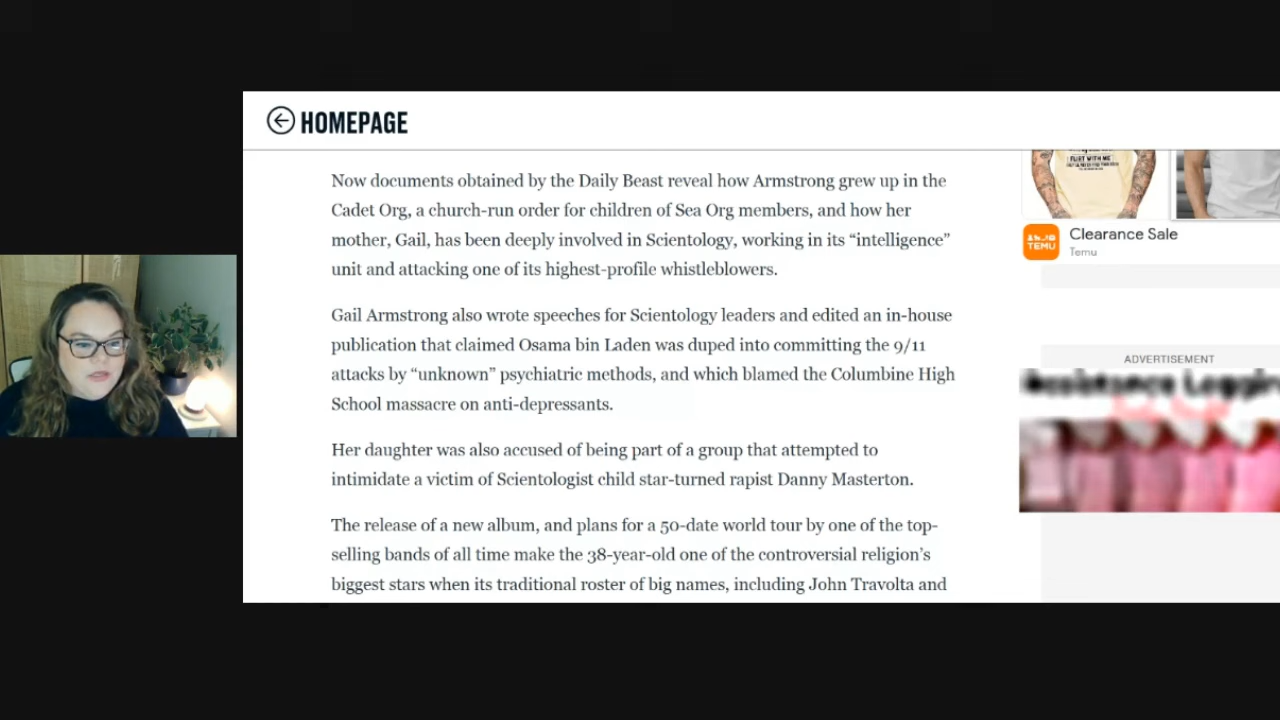 HOMEPAGE
Now documents obtained by the Daily Beast reveal how Armstrong grew up in the
Cadet Org, a church-run order for children of Sea Org members, and how her
mother, Gail, has been deeply involved in Scientology, working in its “intelligence”
unit and attacking one of its highest-profile whistleblowers.
Gail Armstrong also wrote speeches for Scientology leaders and edited an in-house
publication that claimed Osama bin Laden was duped into committing the 9/11
attacks by “unknown” psychiatric methods, and which blamed the Columbine High
School massacre on anti-depressants.
Her daughter was also accused of being part of a group that attempted to
intimidate a victim of Scientologist child star-turned rapist Danny Masterton.
The release of a new album, and plans for a 50-date world tour by one of the top-
selling bands of all time make the 38-year-old one of the controversial religion’s
biggest stars when its traditional roster of big names, including John Travolta and
I FLIRT WITH ME
TEMU
Clearance Sale
Temu
ADVERTISEMENT